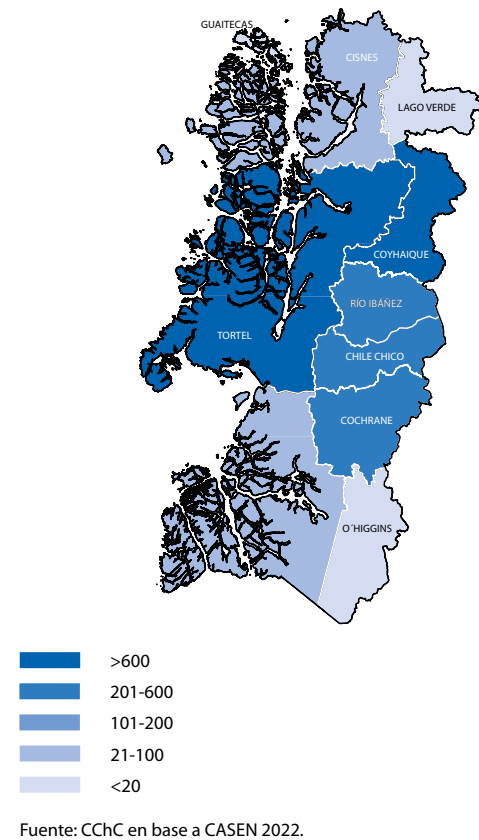 GUAITECAS
CISNES
LAGO VERDE
COYHAIQUE
RÍO IBÁÑEZ
TORTEL
CHILE CHICO
COCHRANE
O´HIGGINS
>600
201-600
101-200
21-100
<20
Fuente: CChC en base a CASEN 2022.